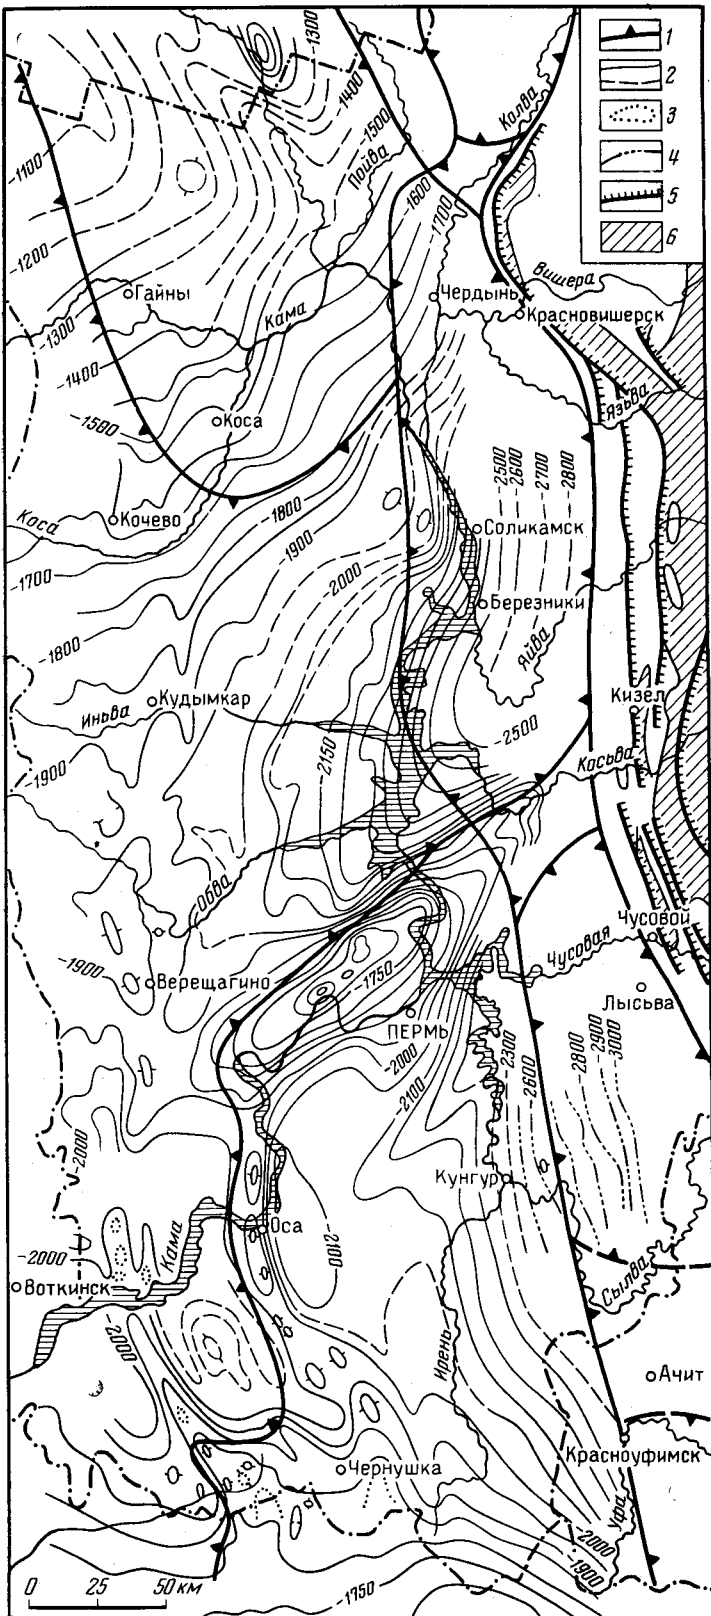 -1300
1
-1400
2
-1500
3
4
5
6
Колва
Пойва
-1100
-1600
-1700
-1200
Вишера
Гайны
Чердынь
Кама
Красновишерск
-1300
-1400
Язьва
Коса
-1500
-2500
-2600
-2700
-2800
Кочево
-1800
Коса
Соликамск
-1900
-1700
-2000
Березники
-1800
Яйва
Кизел
Иньва
Кудымкар
-2150
-2500
-1900
Косьва
Обва
Чусовой
Чусовая
-1900
Верещагино
-1750
Лысьва
ПЕРМЬ
-2000
-2100
-2300
-2600
-2800
-2900
-3000
-2000
Кунгур
Кама
Оса
-2100
-2000
Воткинск
Сылва
-2000
Ирень
Ачит
Красноуфимск
Чернушка
Уфа
-2000
-1900
0 25 50 км
-1750